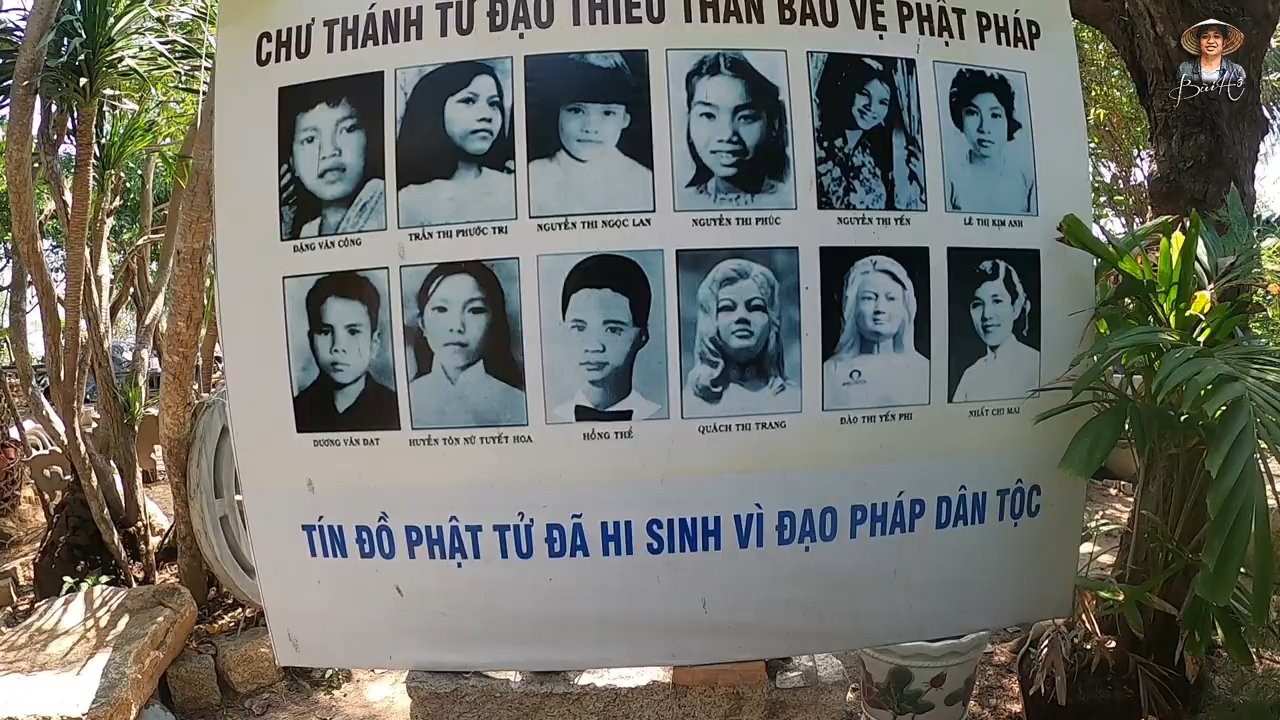 CHƯ THÁNH TỬ ĐẠO THIÊU THÂN BẢO VỆ PHẬT PHÁP
ĐẶNG VĂN CÔNG
TRẦN THỊ PHƯỚC TRỊ
NGUYỄN THỊ NGỌC LAN
NGUYỄN THỊ PHÚC
NGUYỄN THỊ YẾN
LÊ THỊ KIM ANH
DƯƠNG VĂN ĐẠT
HUYỀN TÔN NỮ TUYẾT HOA
HỒNG THỂ
QUÁCH THỊ TRANG
ĐÀO THỊ YẾN PHI
NHẤT CHI MAI
TÍN ĐỒ PHẬT TỬ ĐÃ HI SINH VÌ ĐẠO PHÁP DÂN TỘC